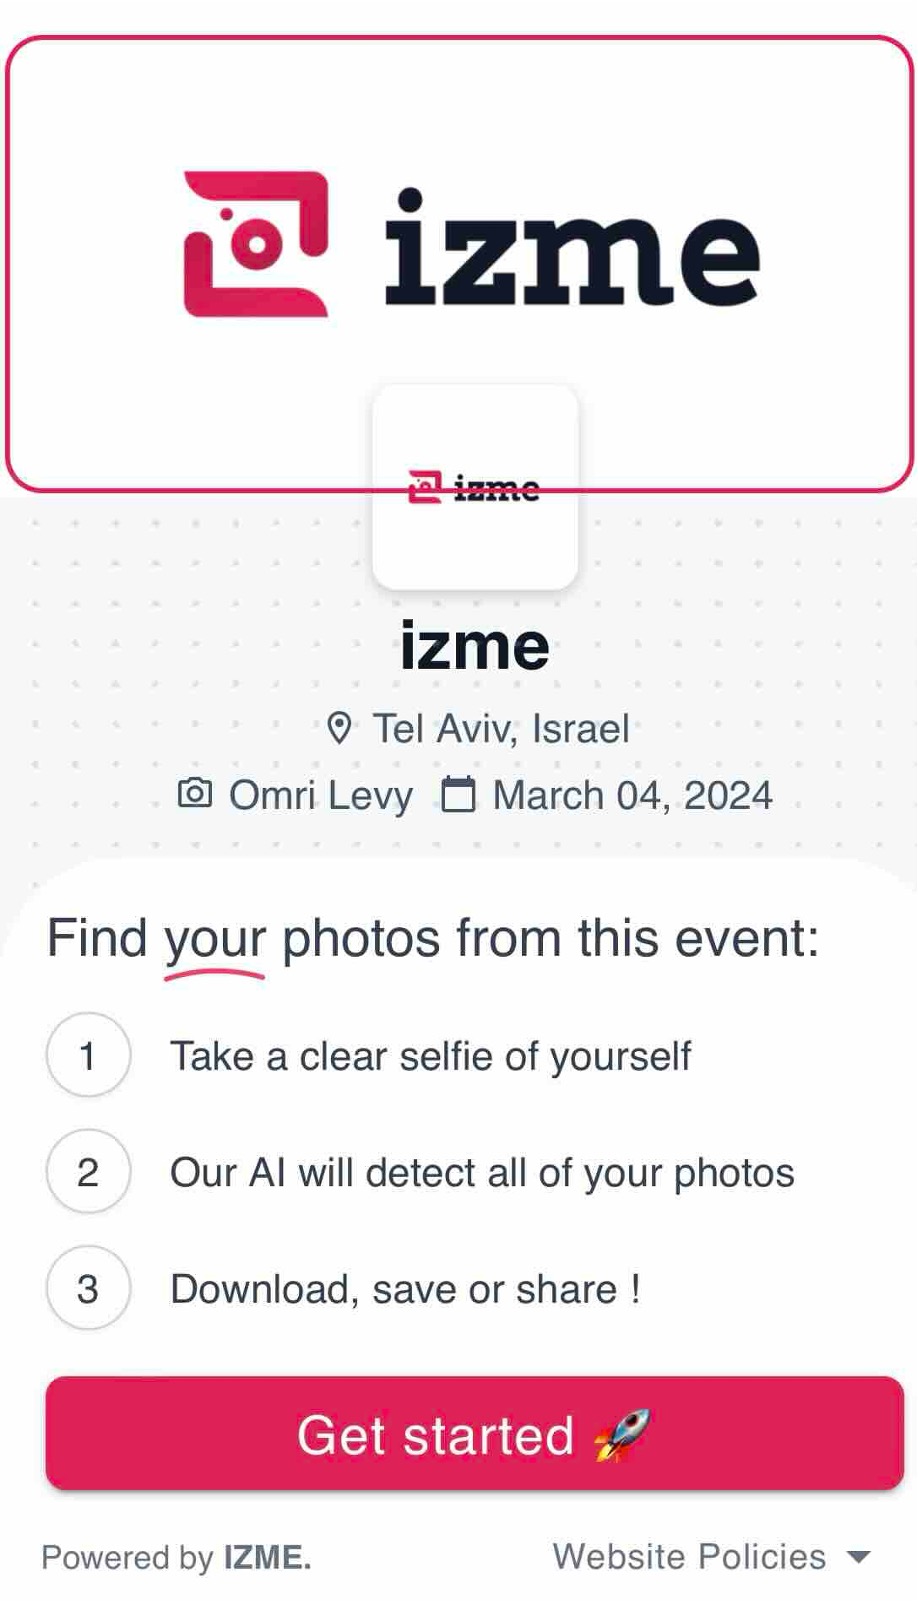 izme
izme
izme
Tel Aviv, Israel
Omri Levy March 04, 2024
Find your photos from this event:
1 Take a clear selfie of yourself
2 Our AI will detect all of your photos
3 Download, save or share !
Get started 🚀
Powered by IZME. Website Policies